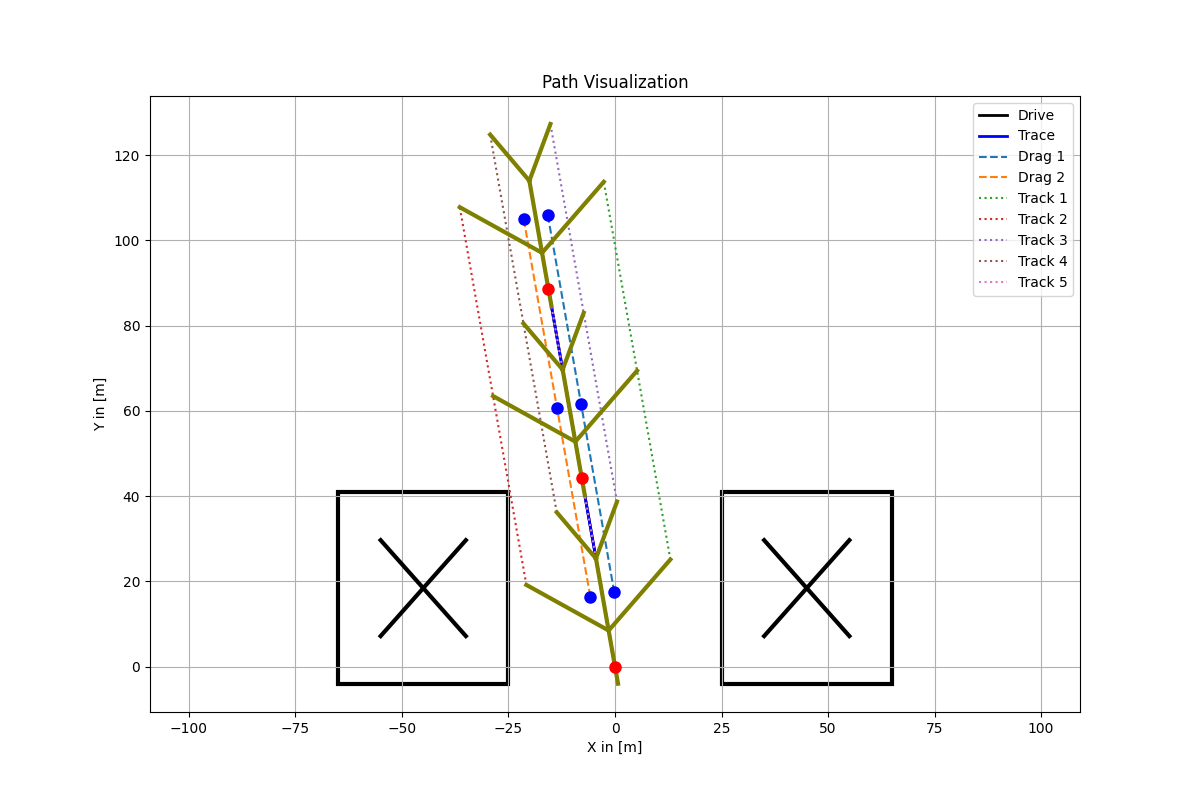 Path Visualization
Drive
Trace
Drag 1
Drag 2
Track 1
Track 2
Track 3
Track 4
Track 5
120
100
80
60
40
20
0
Y in [m]
−100 −75 −50 −25 0 25 50 75 100
X in [m]